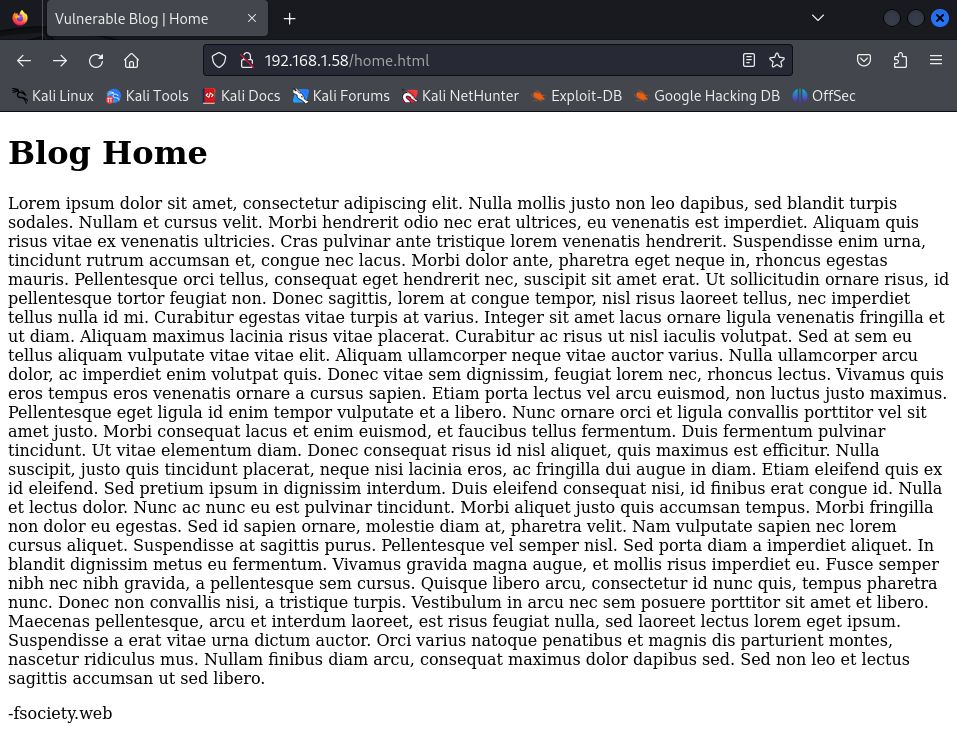 Vulnerable Blog | Home
192.168.1.58/home.html
Kali Linux Kali Tools Kali Docs Kali Forums Kali NetHunter Exploit-DB Google Hacking DB OffSec
Blog Home
Lorem ipsum dolor sit amet, consectetur adipiscing elit. Nulla mollis justo non leo dapibus, sed blandit turpis
sodales. Nullam et cursus velit. Morbi hendrerit odio nec erat ultrices, eu venenatis est imperdiet. Aliquam quis
risus vitae ex venenatis ultricies. Cras pulvinar ante tristique lorem venenatis hendrerit. Suspendisse enim urna,
tincidunt rutrum accumsan et, congue nec lacus. Morbi dolor ante, pharetra eget neque in, rhoncus egestas
mauris. Pellentesque orci tellus, consequat eget hendrerit nec, suscipit sit amet erat. Ut sollicitudin ornare risus, id
pellentesque tortor feugiat non. Donec sagittis, lorem at congue tempor, nisl risus laoreet tellus, nec imperdiet
tellus nulla id mi. Curabitur egestas vitae turpis at varius. Integer sit amet lacus ornare ligula venenatis fringilla et
ut diam. Aliquam maximus lacinia risus vitae placerat. Curabitur ac risus ut nisl iaculis volutpat. Sed at sem eu
tellus aliquam vulputate vitae vitae elit. Aliquam ullamcorper neque vitae auctor varius. Nulla ullamcorper arcu
dolor, ac imperdiet enim volutpat quis. Donec vitae sem dignissim, feugiat lorem nec, rhoncus lectus. Vivamus quis
eros tempus eros venenatis ornare a cursus sapien. Etiam porta lectus vel arcu euismod, non luctus justo maximus.
Pellentesque eget ligula id enim tempor vulputate et a libero. Nunc ornare orci et ligula convallis porttitor vel sit
amet justo. Morbi consequat lacus et enim euismod, et faucibus tellus fermentum. Duis fermentum pulvinar
tincidunt. Ut vitae elementum diam. Donec consequat risus id nisl aliquet, quis maximus est efficitur. Nulla
suscipit, justo quis tincidunt placerat, neque nisi lacinia eros, ac fringilla dui augue in diam. Etiam eleifend quis ex
id eleifend. Sed pretium ipsum in dignissim interdum. Duis eleifend consequat nisi, id finibus erat congue id. Nulla
et lectus dolor. Nunc ac nunc eu est pulvinar tincidunt. Morbi aliquet justo quis accumsan tempus. Morbi fringilla
non dolor eu egestas. Sed id sapien ornare, molestie diam at, pharetra velit. Nam vulputate sapien nec lorem
cursus aliquet. Suspendisse at sagittis purus. Pellentesque vel semper nisl. Sed porta diam a imperdiet aliquet. In
blandit dignissim metus eu fermentum. Vivamus gravida magna augue, et mollis risus imperdiet eu. Fusce semper
nibh nec nibh gravida, a pellentesque sem cursus. Quisque libero arcu, consectetur id nunc quis, tempus pharetra
nunc. Donec non convallis nisi, a tristique turpis. Vestibulum in arcu nec sem posuere porttitor sit amet et libero.
Maecenas pellentesque, arcu et interdum laoreet, est risus feugiat nulla, sed laoreet lectus lorem eget ipsum.
Suspendisse a erat vitae urna dictum auctor. Orci varius natoque penatibus et magnis dis parturient montes,
nascetur ridiculus mus. Nullam finibus diam arcu, consequat maximus dolor dapibus sed. Sed non leo et lectus
sagittis accumsan ut sed libero.
-fsociety.web